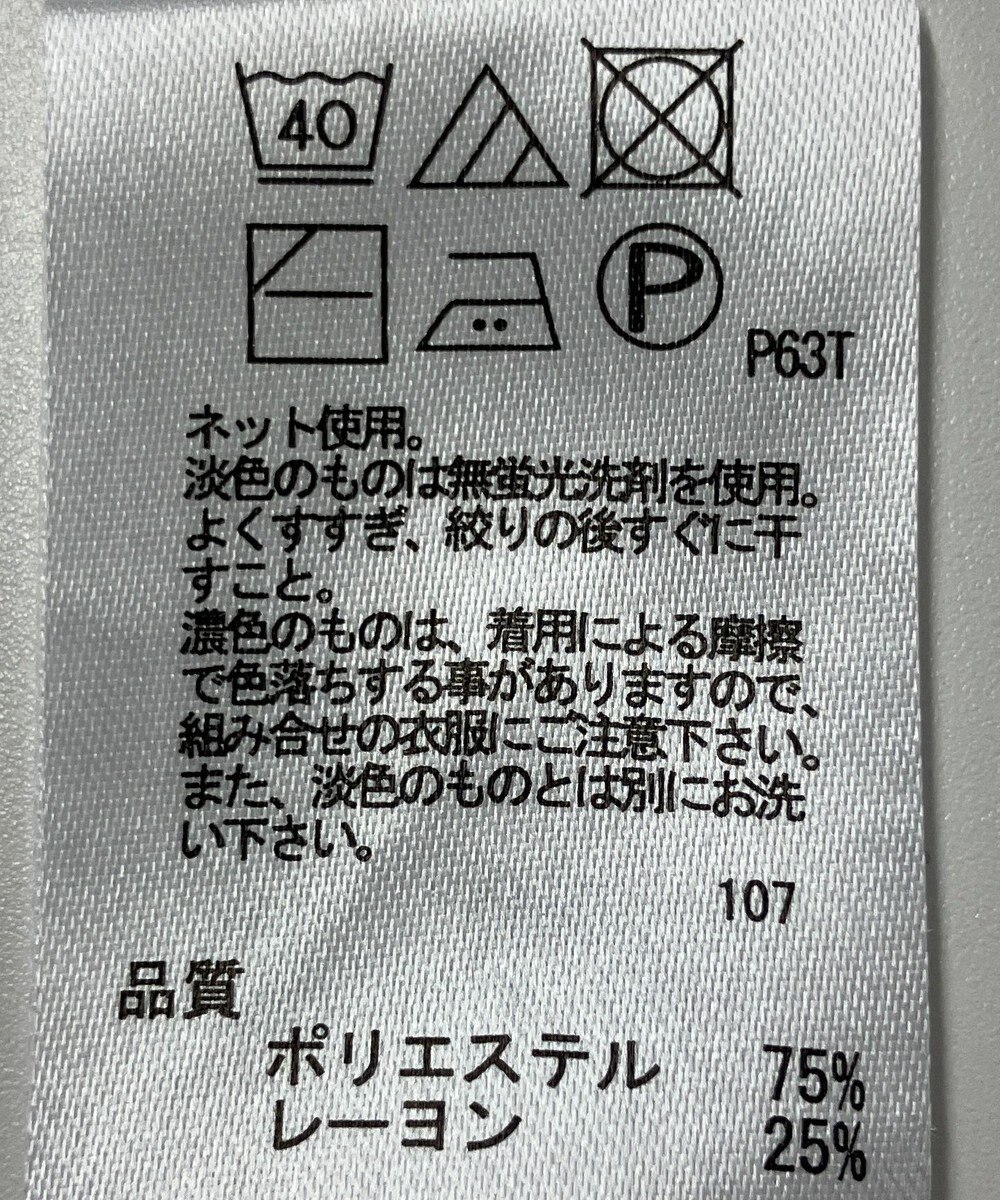 40
P
P63T
ネット使用。
淡色のものは無蛍光洗剤を使用。
よくすすぎ、絞りの後すぐに干
すこと。
濃色のものは、着用による摩擦
で色落ちする事がありますので、
組み合せの衣服にご注意下さい。
また、淡色のものとは別にお洗
い下さい。
107
品質
ポリエステル 75%
レーヨン 25%